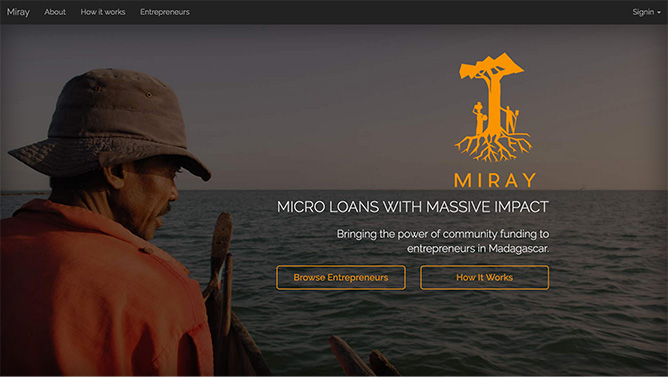 Miray About How it works Entrepreneurs Signin
MIRAY
MICRO LOANS WITH MASSIVE IMPACT
Bringing the power of community funding to
entrepreneurs in Madagascar.
Browse Entrepreneurs How It Works